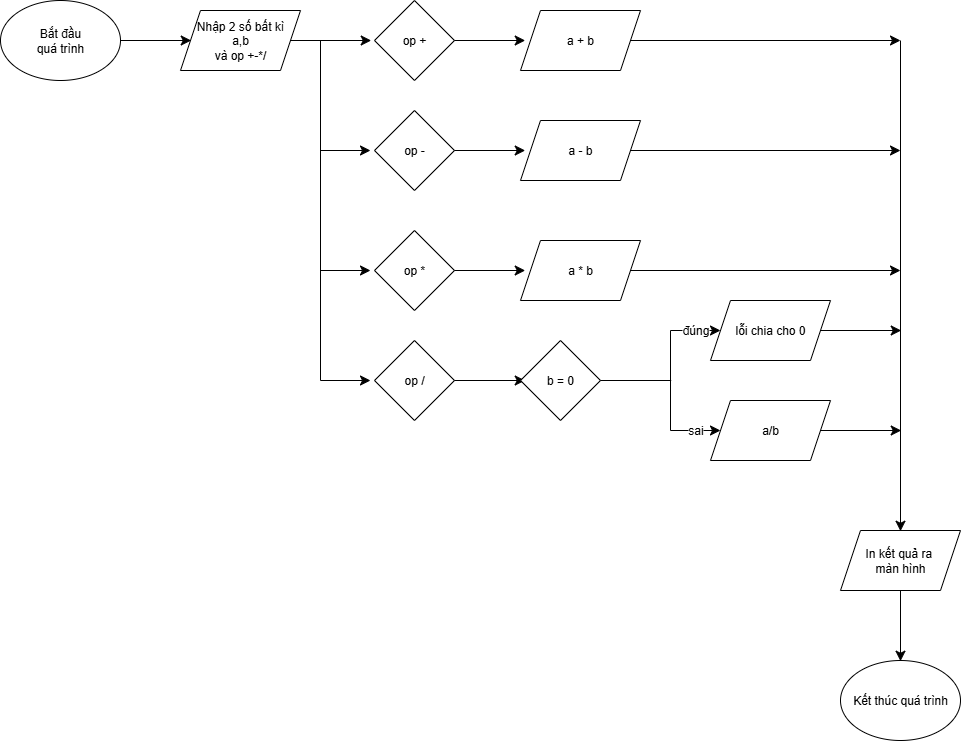 Bắt đầu
quá trình
Nhập 2 số bất kì
a,b
và op +-*/
op +
a + b
op -
a - b
op *
a * b
op /
b = 0
đúng
lỗi chia cho 0
sai
a/b
In kết quả ra
màn hình
Kết thúc quá trình